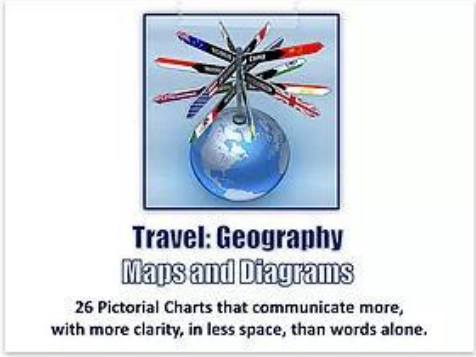 Travel: Geography
Maps and Diagrams
26 Pictorial Charts that communicate more,
with more clarity, in less space, than words alone.